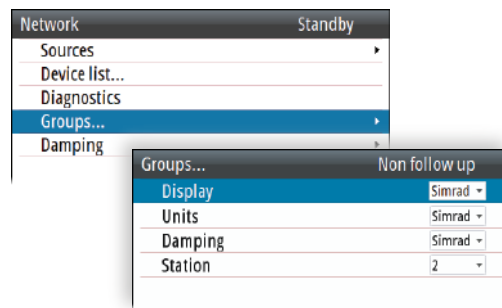 Network Standby
Sources
Device list...
Diagnostics
Groups...
Damping
Groups... Non follow up
Display Simrad
Units Simrad
Damping Simrad
Station 2